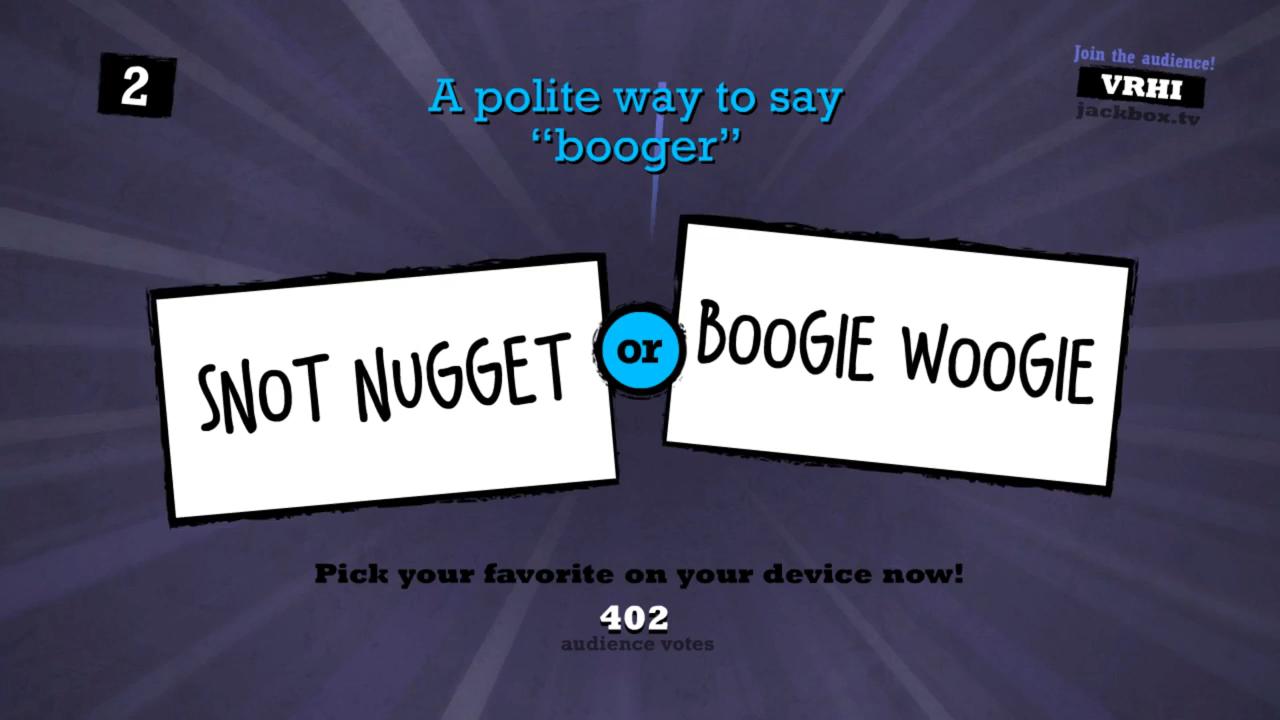 2
Join the audience!
VRHI
jackbox.tv
A polite way to say
“booger”
SNOT NUGGET
or
BOOGIE WOOGIE
Pick your favorite on your device now!
402
audience votes